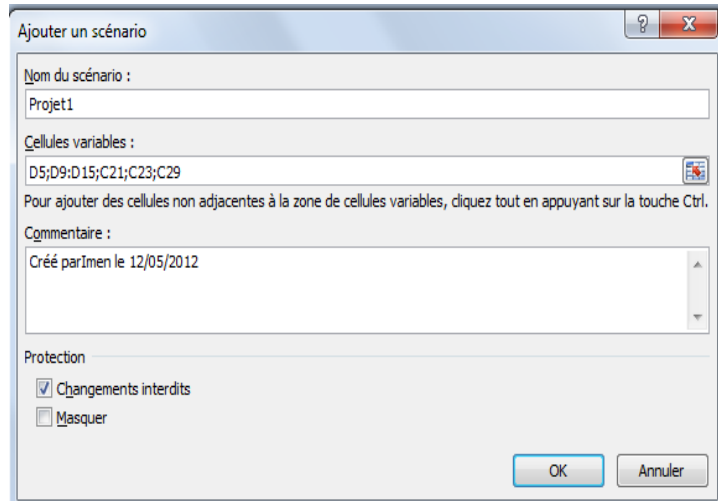 Ajouter un scénario
Nom du scénario :
Projet1
Cellules variables :
D5;D9:D15;C21;C23;C29
Pour ajouter des cellules non adjacentes à la zone de cellules variables, cliquez tout en appuyant sur la touche Ctrl.
Commentaire :
Créé parImen le 12/05/2012
Protection
Changements interdits
Masquer
OK
Annuler